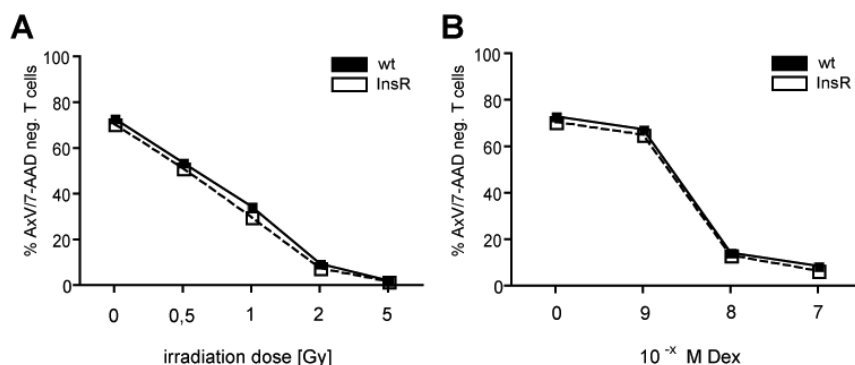 A
% AxV/7-AAD neg. T cells
100
80
60
40
20
0
wt
InsR
0 0,5 1 2 5
irradiation dose [Gy]
B
% AxV/7-AAD neg. T cells
100
80
60
40
20
0
wt
InsR
0 9 8 7
10 -x M Dex